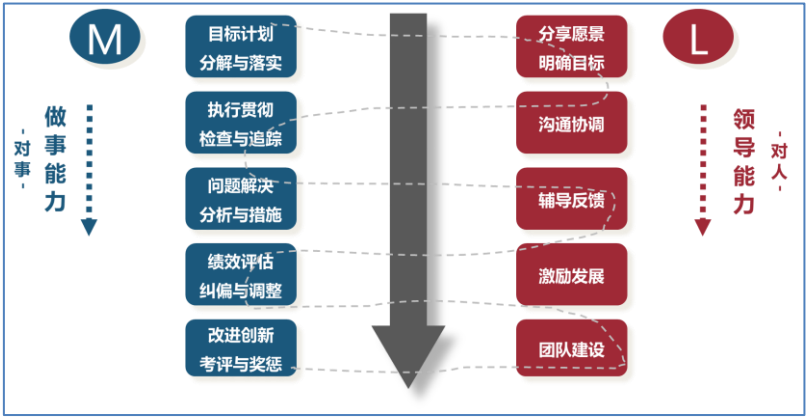 M
做事能力
-对事-
目标计划
分解与落实
执行贯彻
检查与追踪
问题解决
分析与措施
绩效评估
纠偏与调整
改进创新
考评与奖惩
分享愿景
明确目标
沟通协调
辅导反馈
激励发展
团队建设
L
领导能力
-对人-